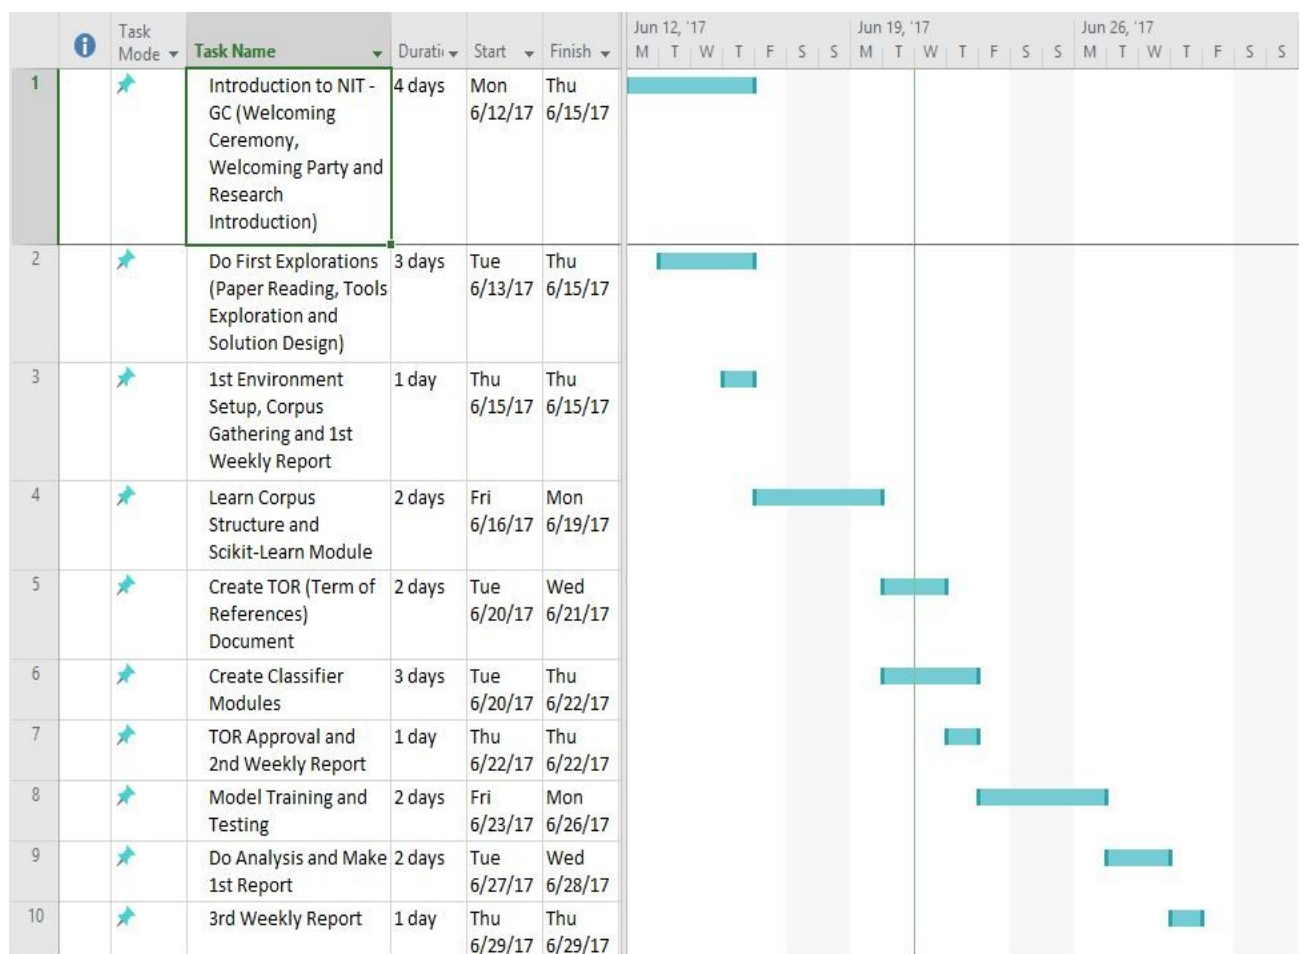 Jun 12, '17 Jun 19, '17 Jun 26, '17
Task Mode Task Name Durati Start Finish M T W T F S S M T W T F S S M T W T F S S
1 Introduction to NIT - 4 days Mon Thu
GC (Welcoming 6/12/17 6/15/17
Ceremony,
Welcoming Party and
Research
Introduction)
2 Do First Explorations 3 days Tue Thu
(Paper Reading, Tools 6/13/17 6/15/17
Exploration and
Solution Design)
3 1st Environment 1 day Thu Thu
Setup, Corpus 6/15/17 6/15/17
Gathering and 1st
Weekly Report
4 Learn Corpus 2 days Fri Mon
Structure and 6/16/17 6/19/17
Scikit-Learn Module
5 Create TOR (Term of 2 days Tue Wed
References) 6/20/17 6/21/17
Document
6 Create Classifier 3 days Tue Thu
Modules 6/20/17 6/22/17
7 TOR Approval and 1 day Thu Thu
2nd Weekly Report 6/22/17 6/22/17
8 Model Training and 2 days Fri Mon
Testing 6/23/17 6/26/17
9 Do Analysis and Make 2 days Tue Wed
1st Report 6/27/17 6/28/17
10 3rd Weekly Report 1 day Thu Thu
6/29/17 6/29/17